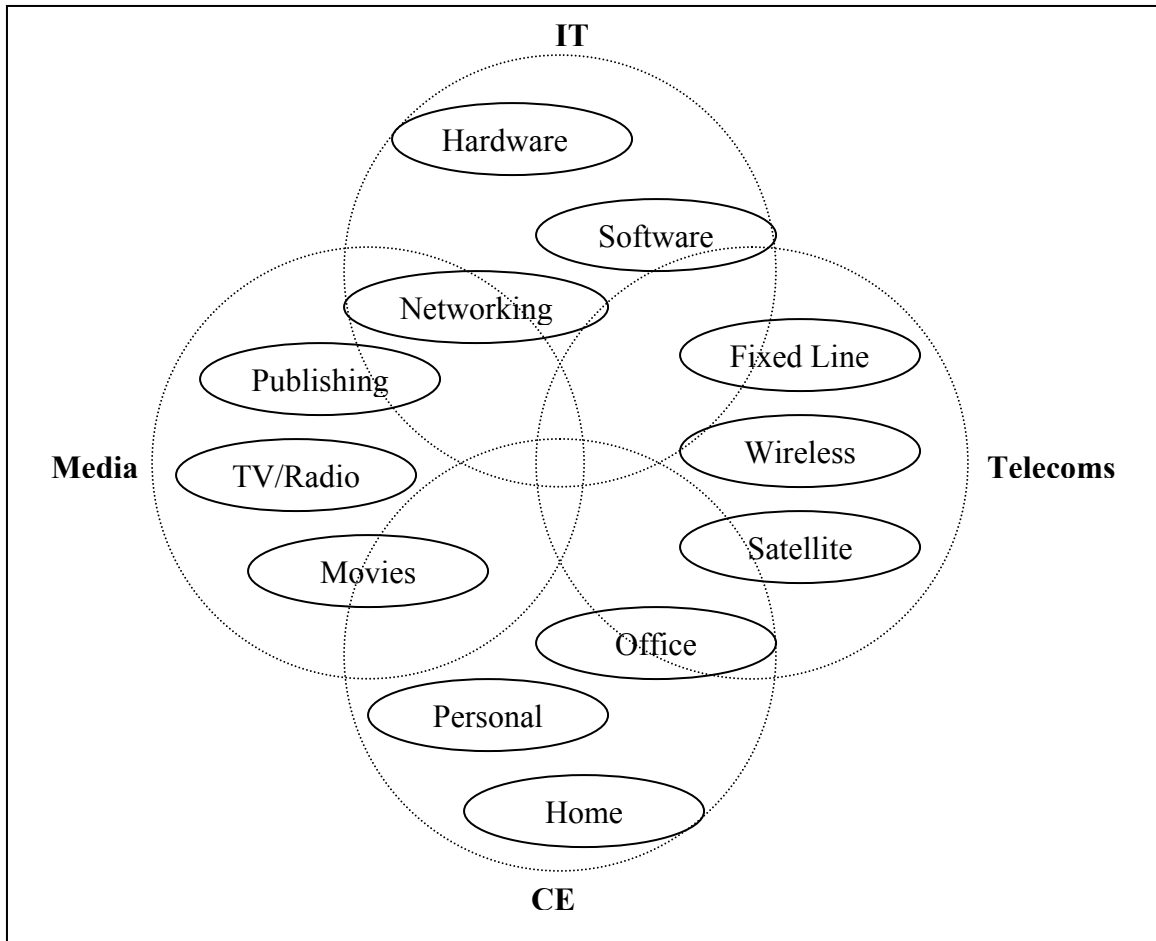 IT
Hardware
Software
Networking
Fixed Line
Publishing
Wireless
Media
TV/Radio
Telecoms
Satellite
Movies
Office
Personal
Home
CE